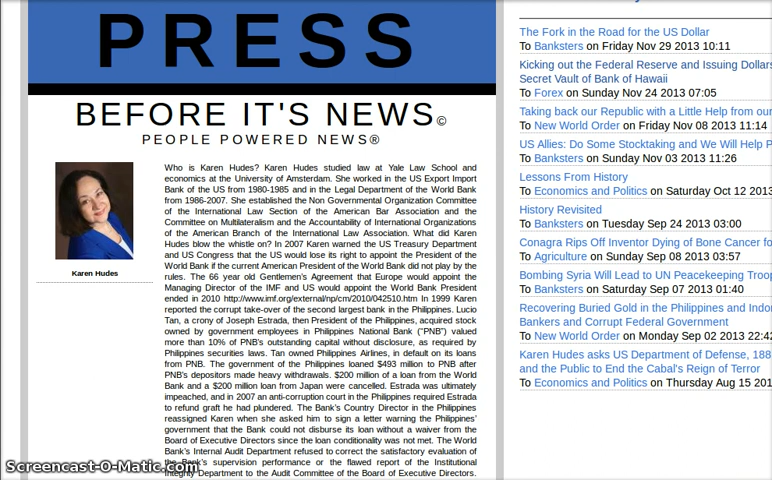 PRESS
BEFORE IT'S NEWS©
PEOPLE POWERED NEWS®
Karen Hudes
Who is Karen Hudes? Karen Hudes studied law at Yale Law School and
economics at the University of Amsterdam. She worked in the US Export Import
Bank of the US from 1980-1985 and in the Legal Department of the World Bank
from 1986-2007. She established the Non Governmental Organization Committee
of the International Law Section of the American Bar Association and the
Committee on Multilateralism and the Accountability of International Organizations
of the American Branch of the International Law Association. What did Karen
Hudes blow the whistle on? In 2007 Karen warned the US Treasury Department
and US Congress that the US would lose its right to appoint the President of the
World Bank if the current American President of the World Bank did not play by the
rules. The 66 year old Gentlemen's Agreement that Europe would appoint the
Managing Director of the IMF and US would appoint the World Bank President
ended in 2010 http://www.imf.org/external/np/cm/2010/042510.htm In 1999 Karen
reported the corrupt take-over of the second largest bank in the Philippines. Lucio
Tan, a crony of Joseph Estrada, then President of the Philippines, acquired stock
owned by government employees in Philippines National Bank ("PNB") valued
more than 10% of PNB's outstanding capital without disclosure, as required by
Philippines securities laws. Tan owned Philippines Airlines, in default on its loans
from PNB. The government of the Philippines loaned $493 million to PNB after
PNB's depositors made heavy withdrawals. $200 million of a loan from the World
Bank and a $200 million loan from Japan were cancelled. Estrada was ultimately
impeached, and in 2007 an anti-corruption court in the Philippines required Estrada
to refund graft he had plundered. The Bank's Country Director in the Philippines
reassigned Karen when she asked him to sign a letter warning the Philippines'
government that the Bank could not disburse its loan without a waiver from the
Board of Executive Directors since the loan conditionality was not met. The World
Bank's Internal Audit Department refused to correct the satisfactory evaluation of
the Bank's supervision performance or the flawed report of the Institutional
Integrity Department to the Audit Committee of the Board of Executive Directors.
The Fork in the Road for the US Dollar
To Banksters on Friday Nov 29 2013 10:11
Kicking out the Federal Reserve and Issuing Dollars
Secret Vault of Bank of Hawaii
To Forex on Sunday Nov 24 2013 07:05
Taking back our Republic with a Little Help from our
To New World Order on Friday Nov 08 2013 11:14
US Allies: Do Some Stocktaking and We Will Help P
To Banksters on Sunday Nov 03 2013 11:26
Lessons From History
To Economics and Politics on Saturday Oct 12 2013
History Revisited
To Banksters on Tuesday Sep 24 2013 03:00
Conagra Rips Off Inventor Dying of Bone Cancer fo
To Agriculture on Sunday Sep 08 2013 03:57
Bombing Syria Will Lead to UN Peacekeeping Troop
To Banksters on Saturday Sep 07 2013 01:40
Recovering Buried Gold in the Philippines and Indo
Bankers and Corrupt Federal Government
To New World Order on Monday Sep 02 2013 22:42
Karen Hudes asks US Department of Defense, 188
and the Public to End the Cabal's Reign of Terror
To Economics and Politics on Thursday Aug 15 201
Screencast-O-Matic.com